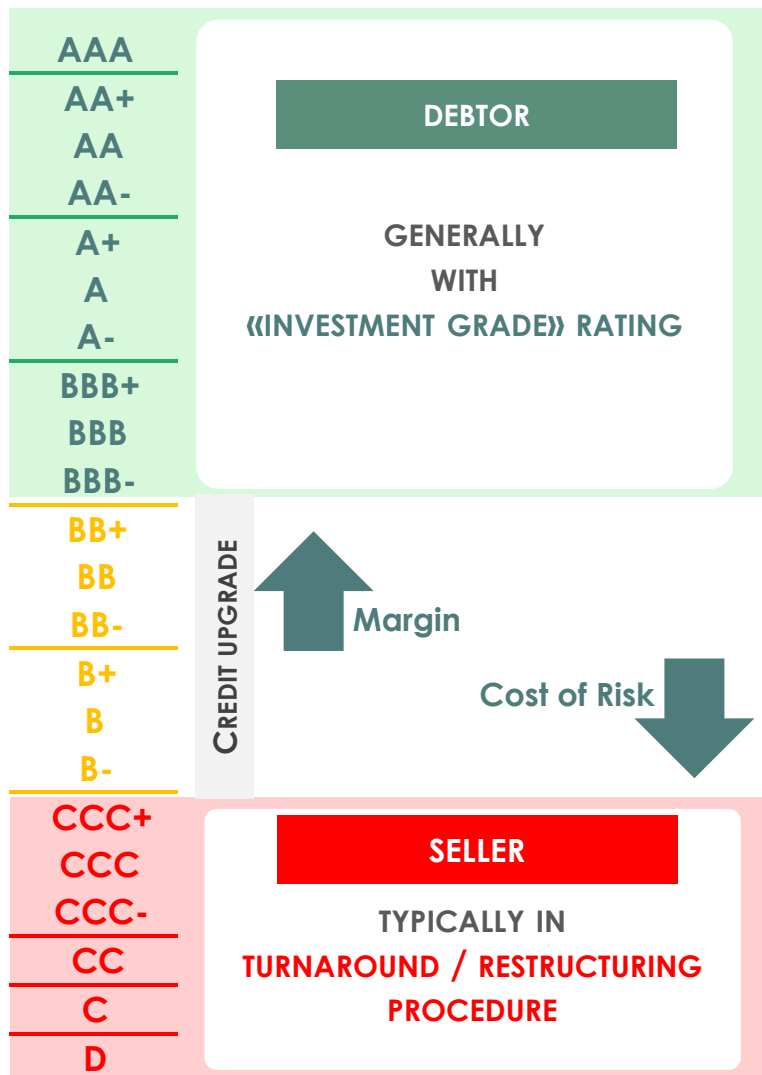 AAA
AA+
AA
AA-
A+
A
A-
BBB+
BBB
BBB-
BB+
BB
BB-
B+
B
B-
CCC+
CCC
CCC-
CC
C
D
DEBTOR
GENERALLY
WITH
«INVESTMENT GRADE» RATING
CREDIT UPGRADE
Margin
Cost of Risk
SELLER
TYPICALLY IN
TURNAROUND / RESTRUCTURING
PROCEDURE